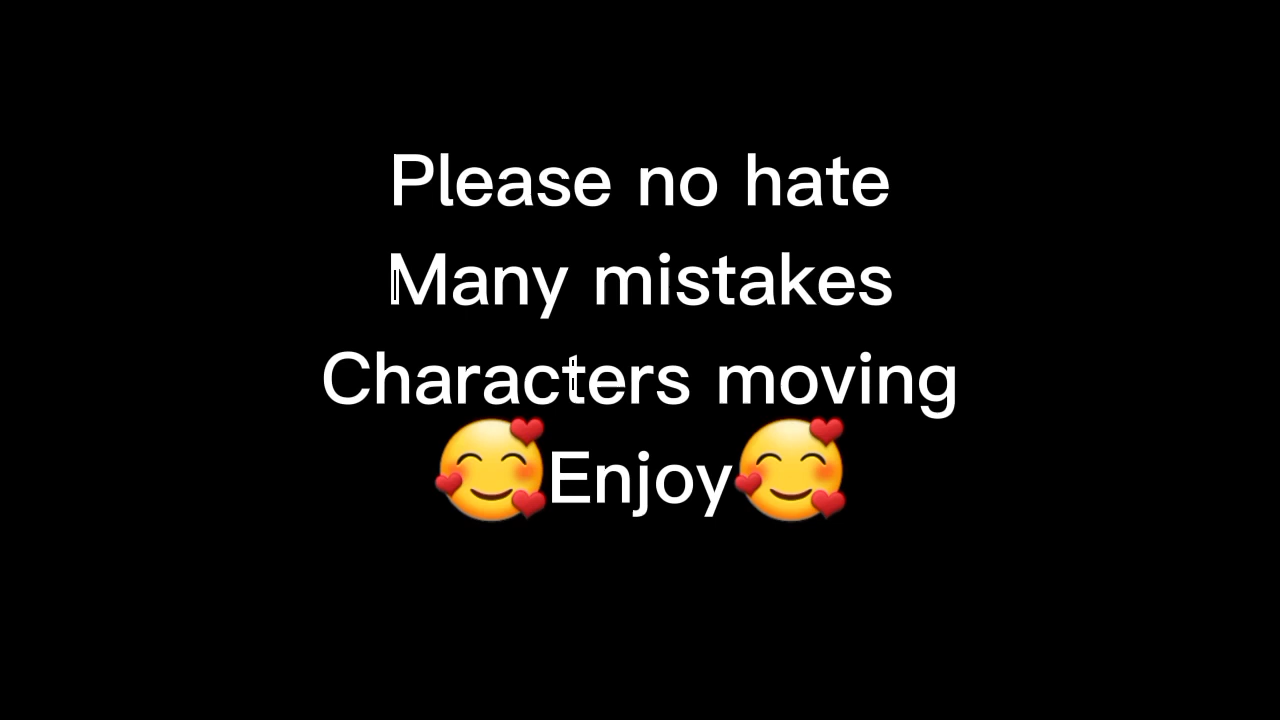 Please no hate
Many mistakes
Characters moving
🥰Enjoy🥰